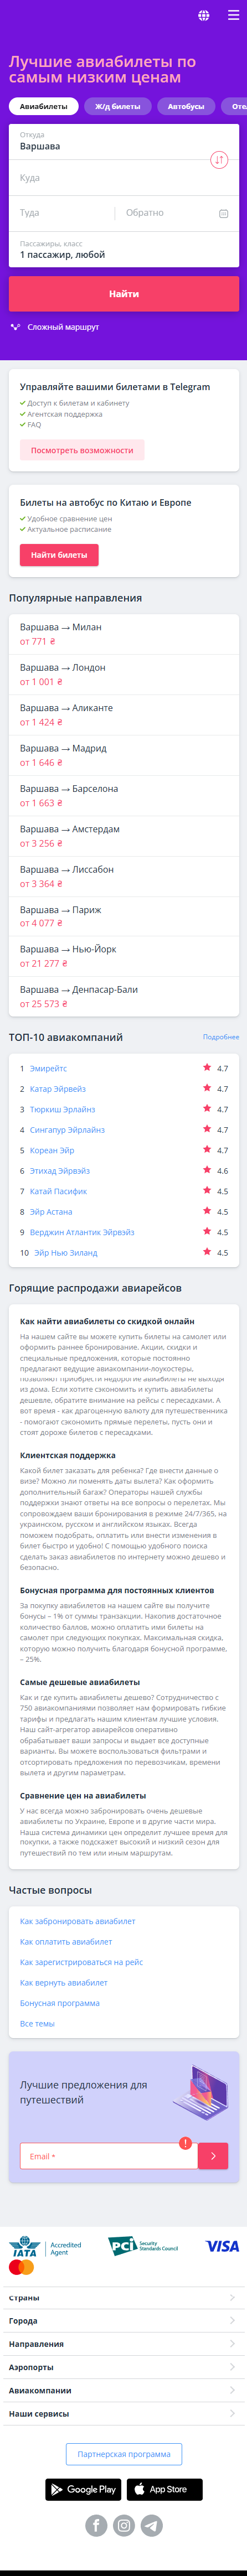 Лучшие авиабилеты по
самым низким ценам
Авиабилеты
Ж/д билеты
Автобусы
Оте
Откуда
Варшава
Куда
Туда
Обратно
Пассажиры, класс
1 пассажир, любой
Найти
Сложный маршрут
Управляйте вашими билетами в Telegram
Доступ к билетам и кабинету
Агентская поддержка
FAQ
Посмотреть возможности
Билеты на автобус по Китаю и Европе
Удобное сравнение цен
Актуальное расписание
Найти билеты
Популярные направления
Варшава → Милан
от 771 ₴
Варшава → Лондон
от 1 001 ₴
Варшава → Аликанте
от 1 424 ₴
Варшава → Мадрид
от 1 646 ₴
Варшава → Барселона
от 1 663 ₴
Варшава → Амстердам
от 3 256 ₴
Варшава → Лиссабон
от 3 364 ₴
Варшава → Париж
от 4 077 ₴
Варшава → Нью-Йорк
от 21 277 ₴
Варшава → Денпасар-Бали
от 25 573 ₴
ТОП-10 авиакомпаний
Подробнее
1 Эмирейтс 4.7
2 Катар Эйрвейз 4.7
3 Тюркиш Эрлайнз 4.7
4 Сингапур Эйрлайнз 4.7
5 Кореан Эйр 4.7
6 Этихад Эйрвэйз 4.6
7 Катай Пасифик 4.5
8 Эйр Астана 4.5
9 Верджин Атлантик Эйрвэйз 4.5
10 Эйр Нью Зиланд 4.5
Горящие распродажи авиарейсов
Как найти авиабилеты со скидкой онлайн
На нашем сайте вы можете купить билеты на самолет или
оформить раннее бронирование. Акции, скидки и
специальные предложения, которые постоянно
предлагают ведущие авиакомпании-лоукостеры,
позволяют приобрести недорогие авиабилеты не выходя
из дома. Если хотите сэкономить и купить авиабилеты
дешевле, обратите внимание на рейсы с пересадками. А
вот время - как драгоценную валюту для путешественника
- помогают сэкономить прямые перелеты, пусть они и
стоят дороже билетов с пересадками.
Клиентская поддержка
Какой билет заказать для ребенка? Где внести данные о
визе? Можно ли поменять даты вылета? Как оформить
дополнительный багаж? Операторы нашей службы
поддержки знают ответы на все вопросы о перелетах. Мы
сопровождаем ваши бронирования в режиме 24/7/365, на
украинском, русском и английском языках. Всегда
поможем подобрать, оплатить или внести изменения в
билет быстро и удобно! С помощью удобного поиска
сделать заказ авиабилетов по интернету можно дешево и
безопасно.
Бонусная программа для постоянных клиентов
За покупку авиабилетов на нашем сайте вы получите
бонусы – 1% от суммы транзакции. Накопив достаточное
количество баллов, можно оплатить ими билеты на
самолет при следующих покупках. Максимальная скидка,
которую можно получить благодаря бонусной программе,
– 25%.
Самые дешевые авиабилеты
Как и где купить авиабилеты дешево? Сотрудничество с
750 авиакомпаниями позволяет нам формировать гибкие
тарифы и предлагать нашим клиентам лучшие условия.
Наш сайт-агрегатор авиарейсов оперативно
обрабатывает ваши запросы и выдает все доступные
варианты. Вы можете воспользоваться фильтрами и
отсортировать предложения по перевозчикам, времени
вылета и другим параметрам.
Сравнение цен на авиабилеты
У нас всегда можно забронировать очень дешевые
авиабилеты по Украине, Европе и в другие части мира.
Наша система динамики цен определит лучшее время для
покупки, а также подскажет высокий и низкий сезон для
путешествий по тем или иным маршрутам.
Частые вопросы
Как забронировать авиабилет
Как оплатить авиабилет
Как зарегистрироваться на рейс
Как вернуть авиабилет
Бонусная программа
Все темы
Лучшие предложения для
путешествий
!
Email *
IATA Accredited Agent
PCI Security Standards Council
VISA
Страны
Города
Направления
Аэропорты
Авиакомпании
Наши сервисы
Партнерская программа
Google Play
App Store